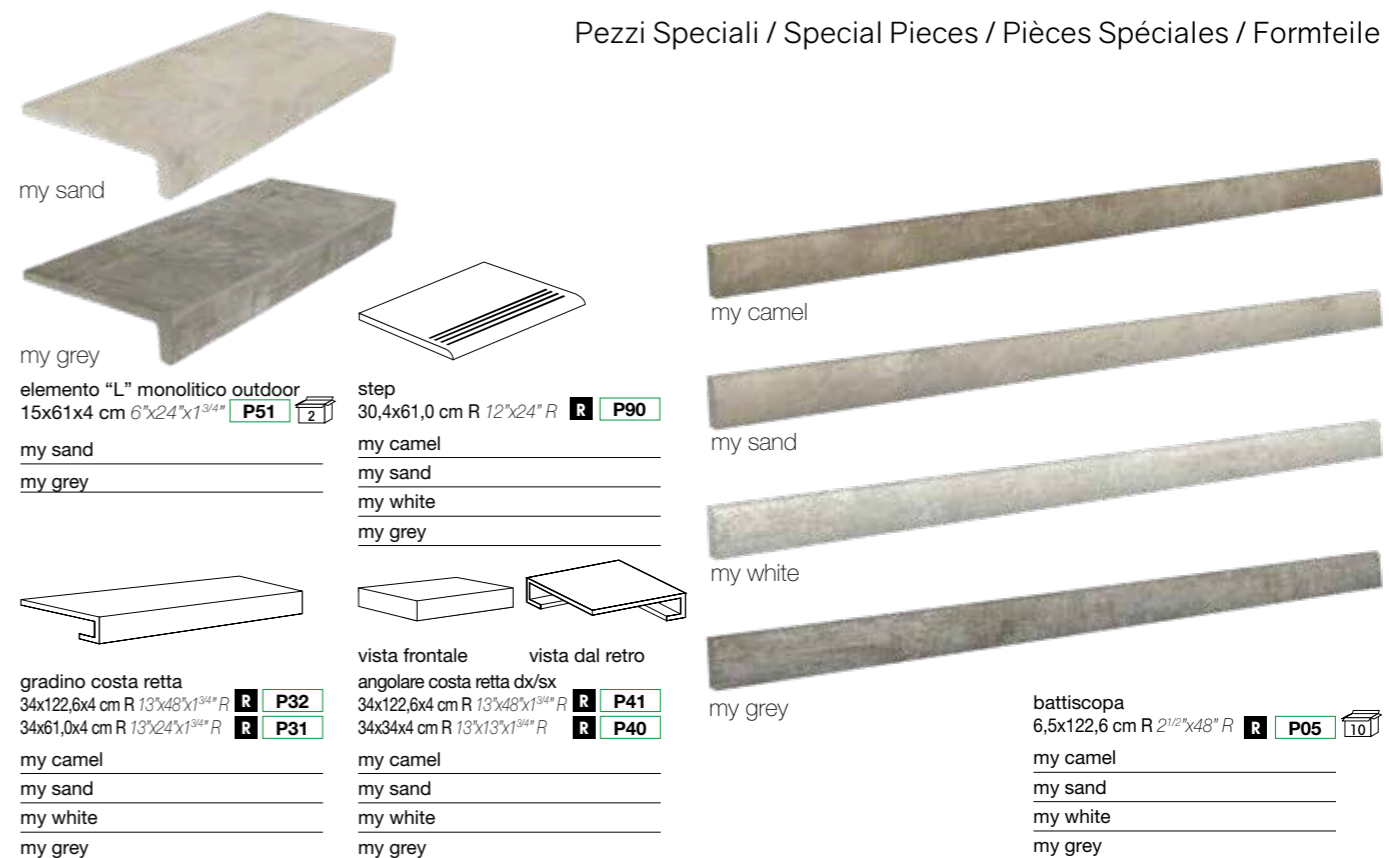 Pezzi Speciali / Special Pieces / Pièces Spéciales / Formteile
my sand
my grey
elemento “L” monolitico outdoor
15x61x4 cm 6"x24"x1 3/4" P51 2
my sand
my grey
step
30,4x61,0 cm R 12"x24" R R P90
my camel
my sand
my white
my grey
gradino costa retta
34x122,6x4 cm R 13"x48"x1 3/4" R R P32
34x61,0x4 cm R 13"x24"x1 3/4" R R P31
my camel
my sand
my white
my grey
vista frontale vista dal retro
angolare costa retta dx/sx
34x122,6x4 cm R 13"x48"x1 3/4" R R P41
34x34x4 cm R 13"x13"x1 3/4" R R P40
my camel
my sand
my white
my grey
my camel
my sand
my white
my grey
battiscopa
6,5x122,6 cm R 2 1/2"x48" R R P05 10
my camel
my sand
my white
my grey